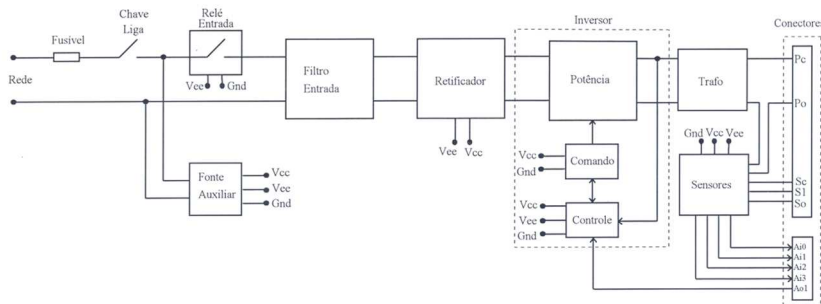 Rede
Fusível
Chave
Liga
Relé
Entrada
Vee
Gnd
Filtro
Entrada
Retificador
Vee
Vcc
Inversor
Potência
Vcc
Gnd
Comando
Vcc
Vee
Gnd
Controle
Trafo
Gnd
Vcc
Vee
Sensores
Conectores
Pc
Po
Sc
S1
So
Ai0
Ai1
Ai2
Ai3
Ao1
Fonte
Auxiliar
Vcc
Vee
Gnd